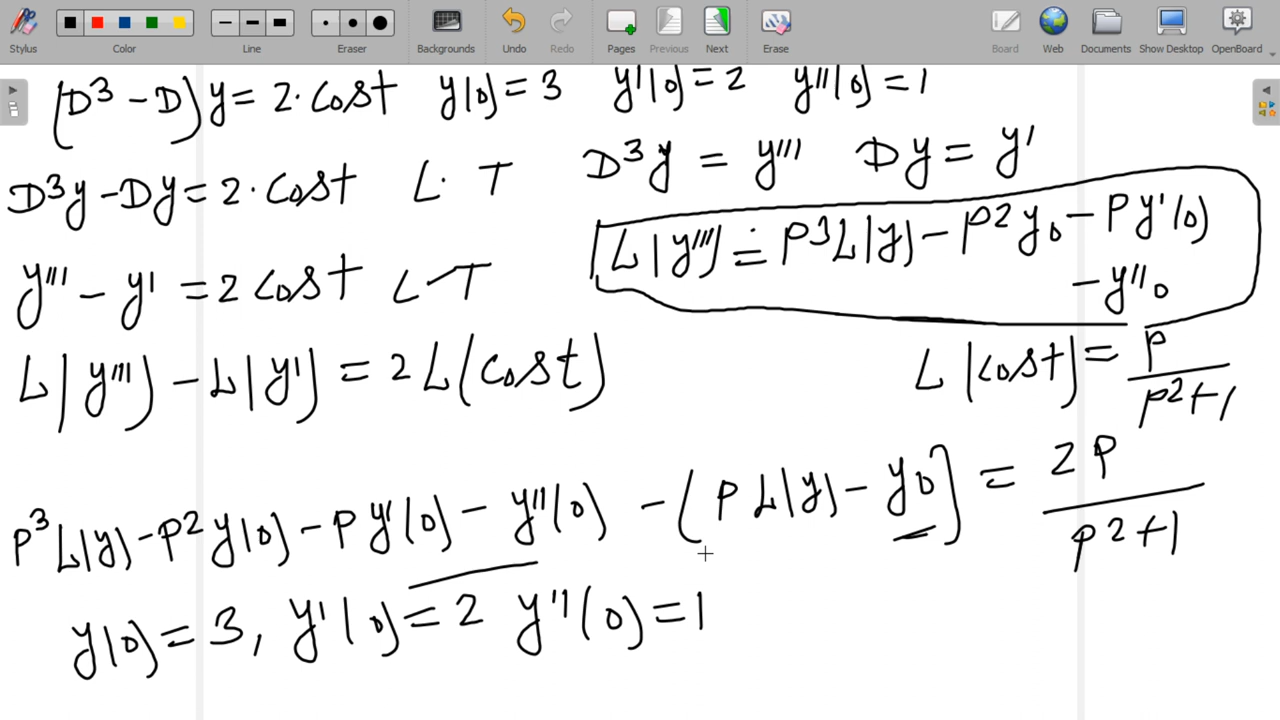 Stylus Color Line Eraser Backgrounds Undo Redo Pages Previous Next Erase Board Web Documents Show Desktop OpenBoard
(D³ - D) y = 2 · Cost y(0) = 3 y'(0) = 2 y''(0) = 1
D³y - Dy = 2 · Cost L · T D³y = y''' Dy = y'
L(y''') = P³L(y) - P²y₀ - Py'(0)
- y''₀
y''' - y' = 2 Cost L-T
L(y''') - L(y') = 2 L(Cost)
L(Cost) = P/(P²+1)
P³L(y) - P²y(0) - Py'(0) - y''(0) - (P L(y) - y₀) = 2P/(P²+1)
y(0) = 3, y'(0) = 2 y''(0) = 1